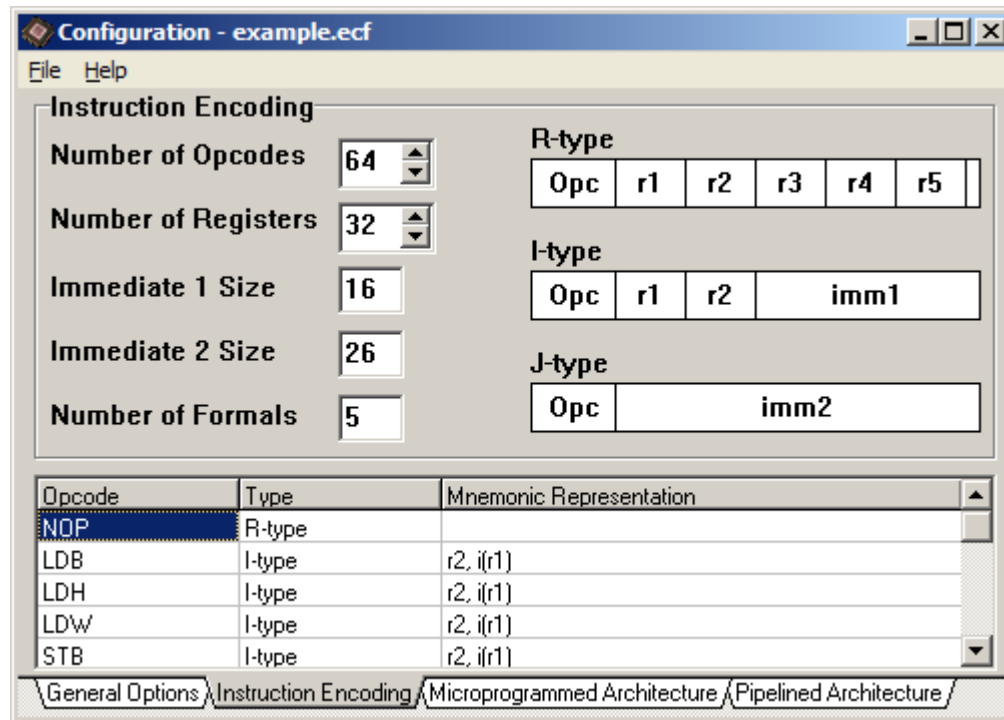 Configuration - example.ecf
File Help
Instruction Encoding
Number of Opcodes 64
Number of Registers 32
Immediate 1 Size 16
Immediate 2 Size 26
Number of Formals 5
R-type
Opc r1 r2 r3 r4 r5
I-type
Opc r1 r2 imm1
J-type
Opc imm2
Opcode Type Mnemonic Representation
NOP R-type
LDB I-type r2, i(r1)
LDH I-type r2, i(r1)
LDW I-type r2, i(r1)
STB I-type r2, i(r1)
General Options Instruction Encoding Microprogrammed Architecture Pipelined Architecture